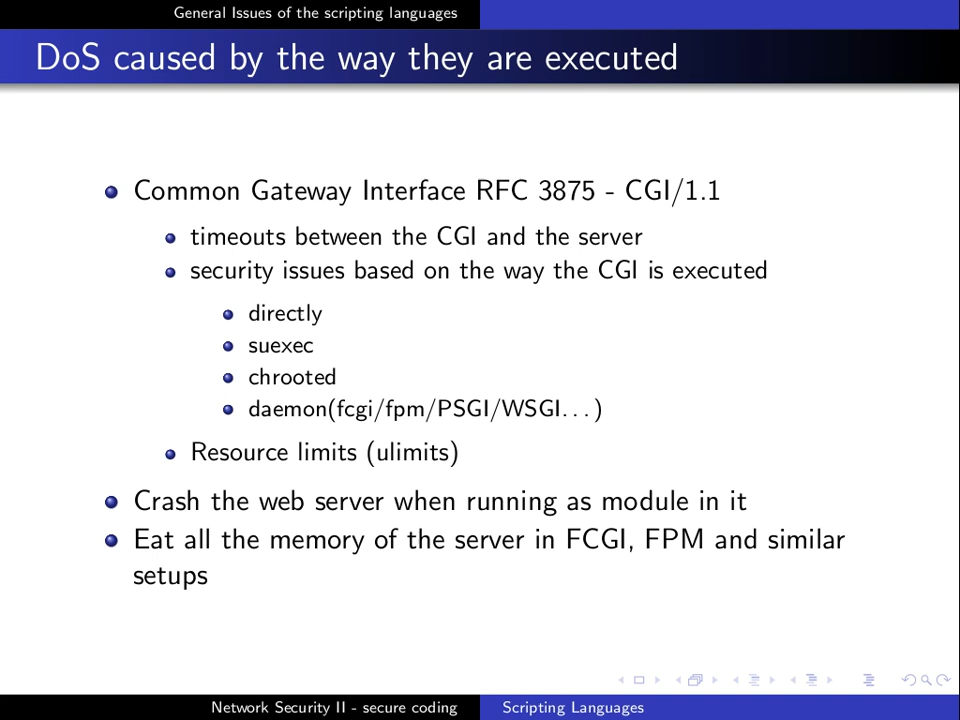 General Issues of the scripting languages
DoS caused by the way they are executed
Common Gateway Interface RFC 3875 - CGI/1.1
timeouts between the CGI and the server
security issues based on the way the CGI is executed
directly
suexec
chrooted
daemon(fcgi/fpm/PSGI/WSGI...)
Resource limits (ulimits)
Crash the web server when running as module in it
Eat all the memory of the server in FCGI, FPM and similar
setups
Network Security II - secure coding
Scripting Languages